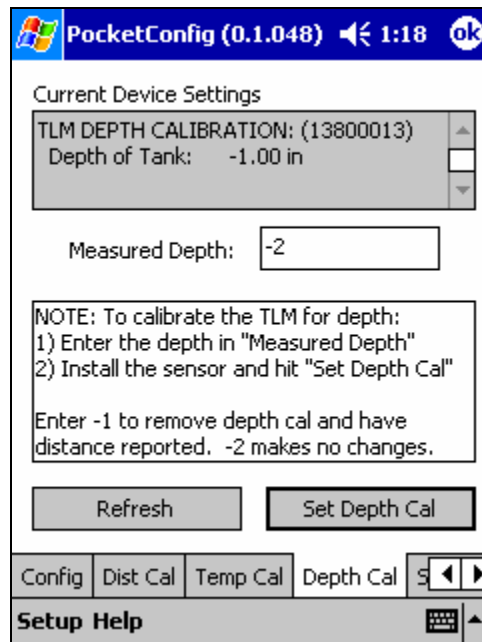 PocketConfig (0.1.048) 1:18 ok
Current Device Settings
TLM DEPTH CALIBRATION: (13800013)
Depth of Tank: -1.00 in
Measured Depth: -2
NOTE: To calibrate the TLM for depth:
1) Enter the depth in "Measured Depth"
2) Install the sensor and hit "Set Depth Cal"
Enter -1 to remove depth cal and have
distance reported. -2 makes no changes.
Refresh Set Depth Cal
Config Dist Cal Temp Cal Depth Cal S
Setup Help